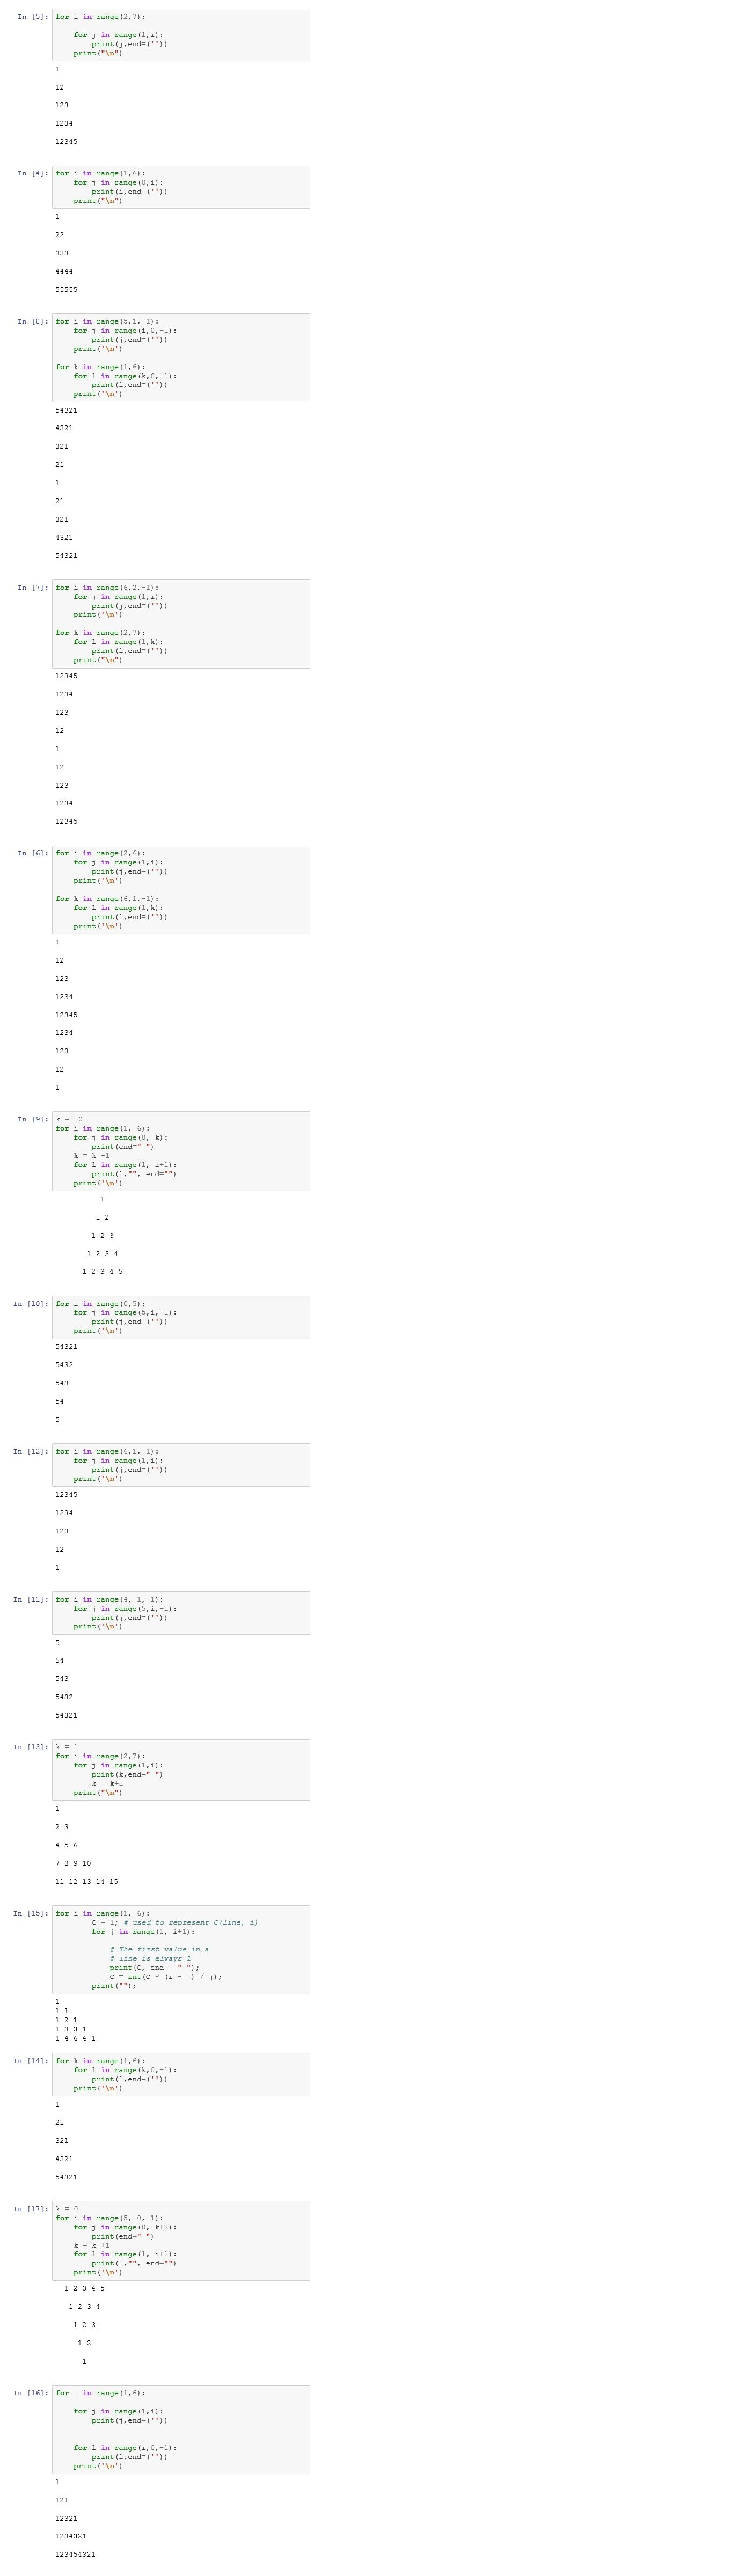 In [5]: for i in range(2,7):
    for j in range(1,i):
        print(j,end=(''))
    print("\n")
1
12
123
1234
12345
In [4]: for i in range(1,6):
    for j in range(0,i):
        print(i,end=(''))
    print("\n")
1
22
333
4444
55555
In [8]: for i in range(5,1,-1):
    for j in range(i,0,-1):
        print(j,end=(''))
    print('\n')
for k in range(1,6):
    for l in range(k,0,-1):
        print(l,end=(''))
    print('\n')
54321
4321
321
21
1
21
321
4321
54321
In [7]: for i in range(6,2,-1):
    for j in range(1,i):
        print(j,end=(''))
    print('\n')
for k in range(2,7):
    for l in range(1,k):
        print(l,end=(''))
    print("\n")
12345
1234
123
12
1
12
123
1234
12345
In [6]: for i in range(2,6):
    for j in range(1,i):
        print(j,end=(''))
    print('\n')
for k in range(6,1,-1):
    for l in range(1,k):
        print(l,end=(''))
    print('\n')
1
12
123
1234
12345
1234
123
12
1
In [9]: k = 10
for i in range(1, 6):
    for j in range(0, k):
        print(end=" ")
    k = k -1
    for l in range(1, i+1):
        print(l,"", end="")
    print('\n')
          1
         1 2
        1 2 3
       1 2 3 4
      1 2 3 4 5
In [10]: for i in range(0,5):
    for j in range(5,i,-1):
        print(j,end=(''))
    print('\n')
54321
5432
543
54
5
In [12]: for i in range(6,1,-1):
    for j in range(1,i):
        print(j,end=(''))
    print('\n')
12345
1234
123
12
1
In [11]: for i in range(4,-1,-1):
    for j in range(5,i,-1):
        print(j,end=(''))
    print('\n')
5
54
543
5432
54321
In [13]: k = 1
for i in range(2,7):
    for j in range(1,i):
        print(k,end=" ")
        k = k+1
    print("\n")
1
2 3
4 5 6
7 8 9 10
11 12 13 14 15
In [15]: for i in range(1, 6):
        C = 1; # used to represent C(line, i)
        for j in range(1, i+1):
            # The first value in a
            # line is always 1
            print(C, end = " ");
            C = int(C * (i - j) / j);
        print("");
1
1 1
1 2 1
1 3 3 1
1 4 6 4 1
In [14]: for k in range(1,6):
    for l in range(k,0,-1):
        print(l,end=(''))
    print('\n')
1
21
321
4321
54321
In [17]: k = 0
for i in range(5, 0,-1):
    for j in range(0, k+2):
        print(end=" ")
    k = k +1
    for l in range(1, i+1):
        print(l,"", end="")
    print('\n')
  1 2 3 4 5
   1 2 3 4
    1 2 3
     1 2
      1
In [16]: for i in range(1,6):
    for j in range(1,i):
        print(j,end=(''))
    for l in range(i,0,-1):
        print(l,end=(''))
    print('\n')
1
121
12321
1234321
123454321